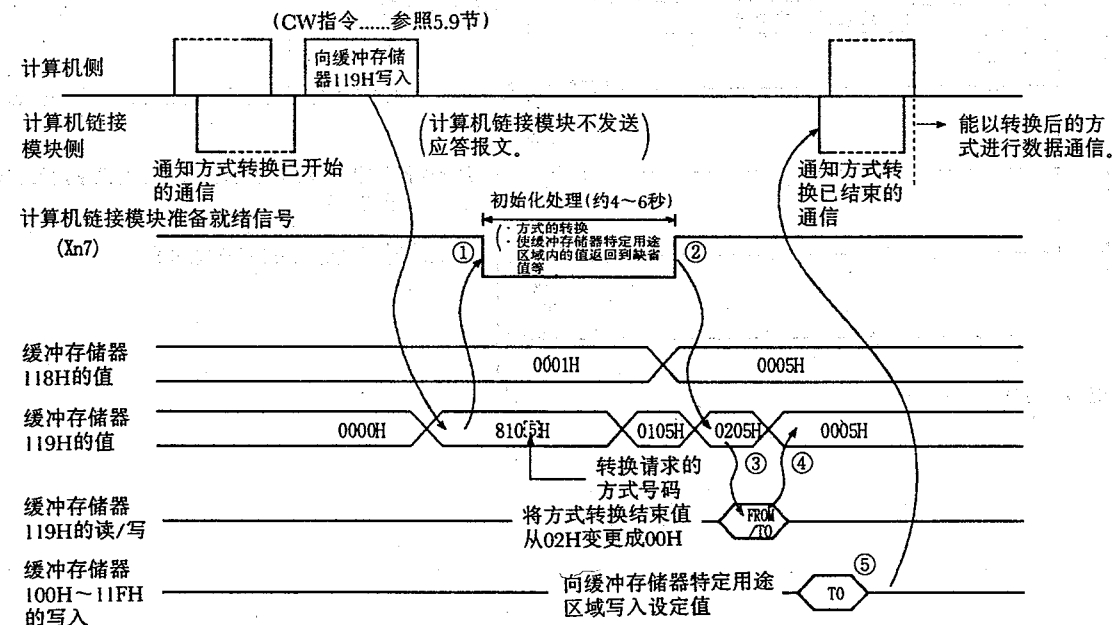 (CW指令......参照5.9节)
计算机侧
向缓冲存储
器119H写入
计算机链接
模块侧
(计算机链接模块不发送
应答报文。)
能以转换后的方
式进行数据通信。
通知方式转换已开始
的通信
通知方式转
换已结束的
通信
计算机链接模块准备就绪信号
(Xn7)
初始化处理(约4～6秒)
· 方式的转换
· 使缓冲存储器特定用途
区域内的值返回到缺省
值等
①
②
缓冲存储器
118H的值
0001H
0005H
缓冲存储器
119H的值
0000H
8105H
0105H
0205H
0005H
③
④
转换请求的
方式号码
缓冲存储器
119H的读/写
将方式转换结束值
从02H变更成00H
FROM
/TO
缓冲存储器
100H～11FH
的写入
向缓冲存储器特定用途
区域写入设定值
TO
⑤